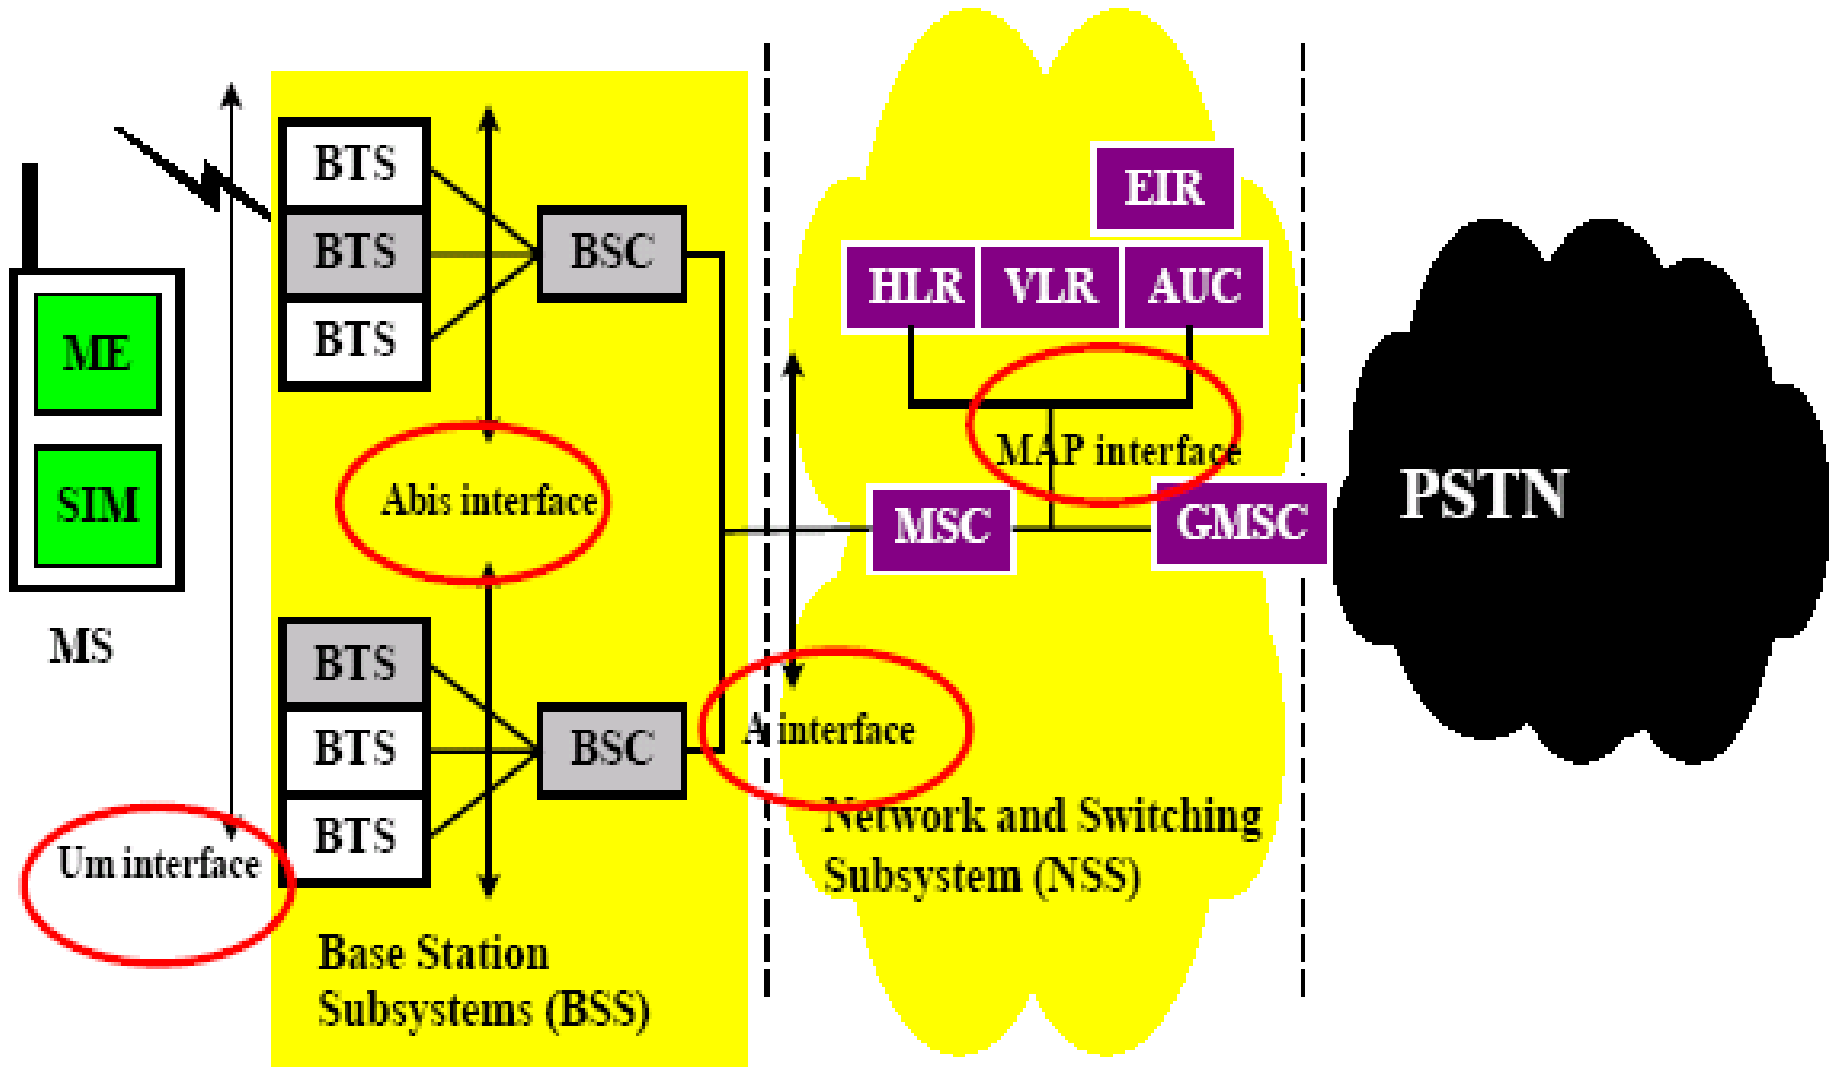 ME
SIM
MS
Um interface
BTS
BTS
BTS
BSC
Abis interface
BTS
BTS
BTS
BSC
Base Station
Subsystems (BSS)
A interface
EIR
HLR
VLR
AUC
MAP interface
MSC
GMSC
Network and Switching
Subsystem (NSS)
PSTN